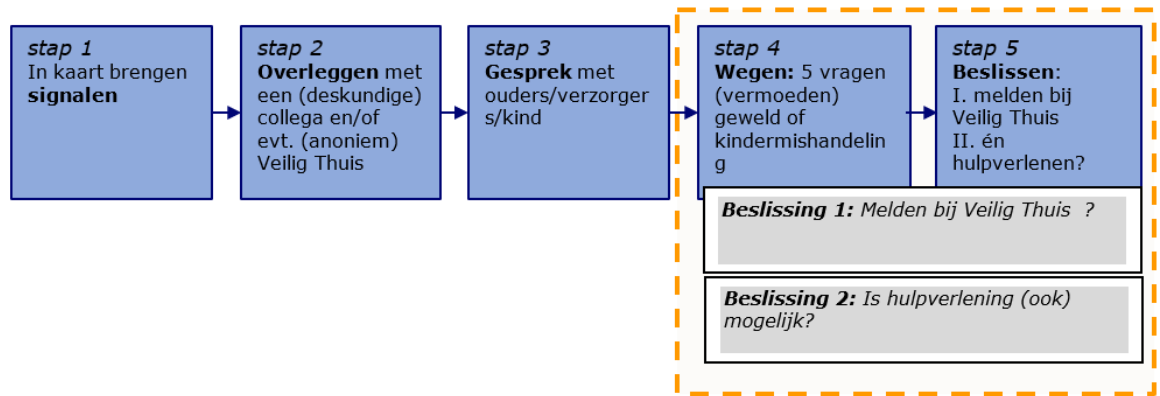 stap 1
In kaart brengen
signalen
stap 2
Overleggen met
een (deskundige)
collega en/of
evt. (anoniem)
Veilig Thuis
stap 3
Gesprek met
ouders/verzorger
s/kind
stap 4
Wegen: 5 vragen
(vermoeden)
geweld of
kindermishandelin
g
stap 5
Beslissen:
I. melden bij
Veilig Thuis
II. én
hulpverlenen?
Beslissing 1: Melden bij Veilig Thuis ?
Beslissing 2: Is hulpverlening (ook)
mogelijk?